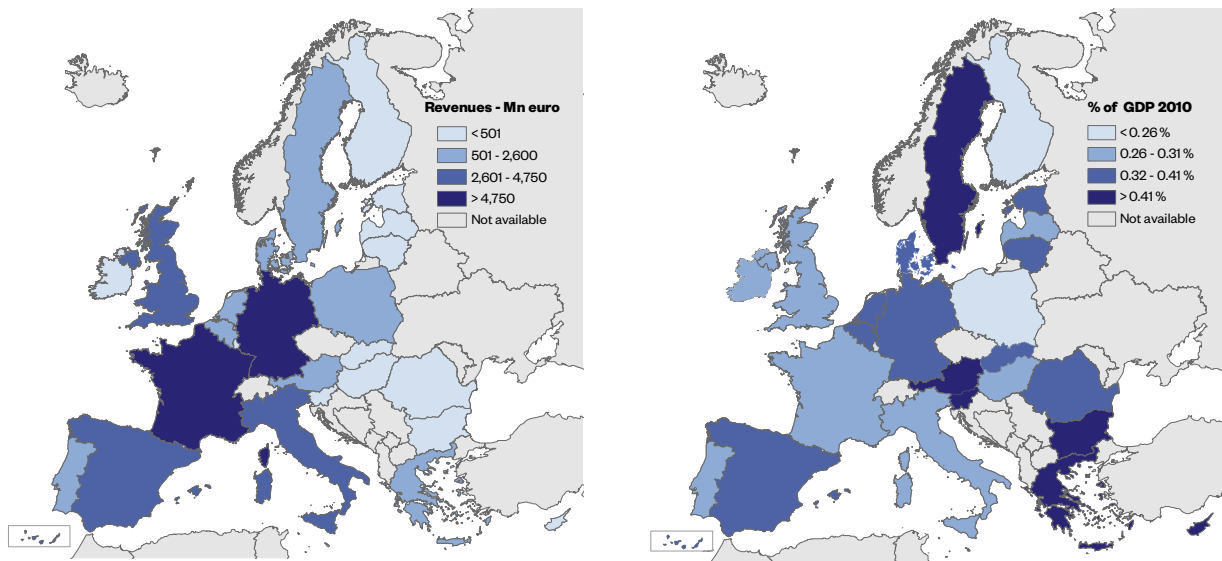 Revenues - Mn euro
< 501
501 - 2,600
2,601 - 4,750
> 4,750
Not available
% of GDP 2010
< 0.26 %
0.26 - 0.31 %
0.32 - 0.41 %
> 0.41 %
Not available